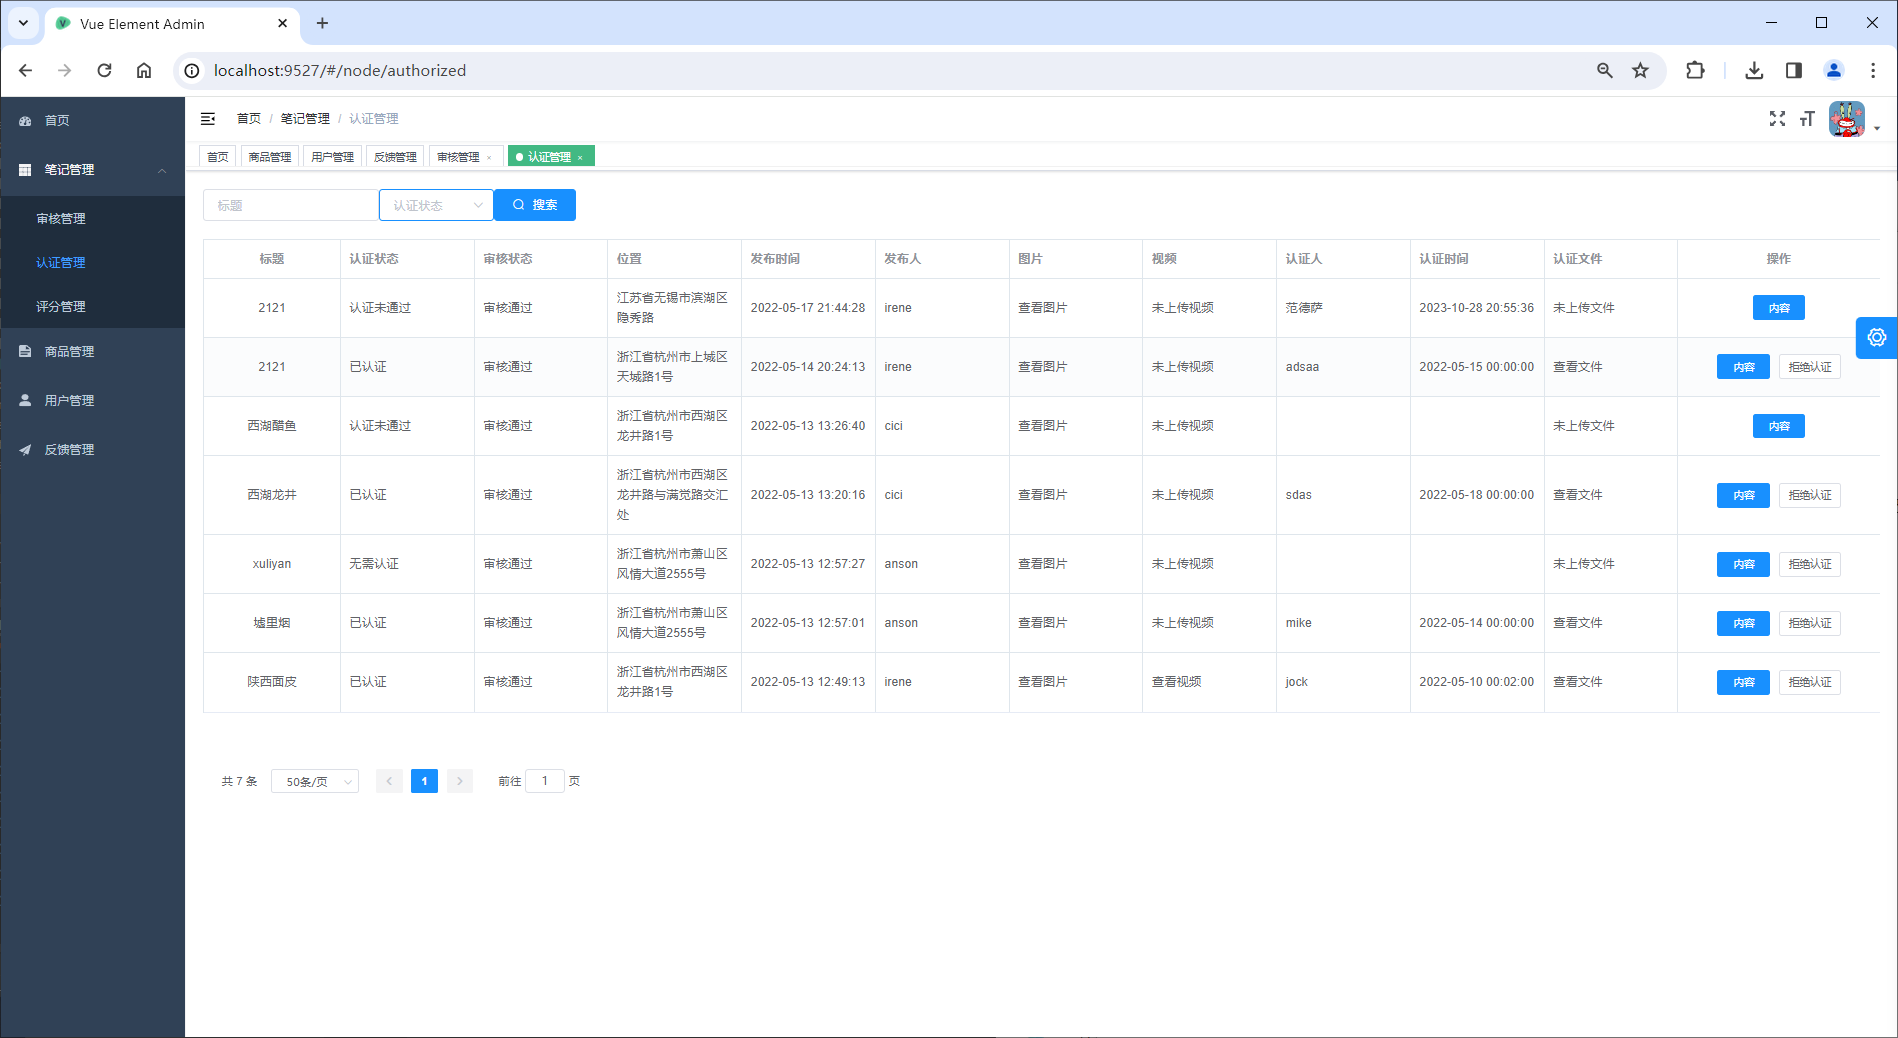 Vue Element Admin
localhost:9527/#/node/authorized
首页
笔记管理
审核管理
认证管理
评分管理
商品管理
用户管理
反馈管理
首页 / 笔记管理 / 认证管理
首页 商品管理 用户管理 反馈管理 审核管理 × 认证管理 ×
标题 认证状态 搜索
标题 认证状态 审核状态 位置 发布时间 发布人 图片 视频 认证人 认证时间 认证文件 操作
2121 认证未通过 审核通过 江苏省无锡市滨湖区 2022-05-17 21:44:28 irene 查看图片 未上传视频 范德萨 2023-10-28 20:55:36 未上传文件 内容
隐秀路
2121 已认证 审核通过 浙江省杭州市上城区 2022-05-14 20:24:13 irene 查看图片 未上传视频 adsaa 2022-05-15 00:00:00 查看文件 内容 拒绝认证
天城路1号
西湖醋鱼 认证未通过 审核通过 浙江省杭州市西湖区 2022-05-13 13:26:40 cici 查看图片 未上传视频 未上传文件 内容
龙井路1号
西湖龙井 已认证 审核通过 浙江省杭州市西湖区 2022-05-13 13:20:16 cici 查看图片 未上传视频 sdas 2022-05-18 00:00:00 查看文件 内容 拒绝认证
龙井路与满觉路交汇
处
xuliyan 无需认证 审核通过 浙江省杭州市萧山区 2022-05-13 12:57:27 anson 查看图片 未上传视频 未上传文件 内容 拒绝认证
风情大道2555号
墟里烟 已认证 审核通过 浙江省杭州市萧山区 2022-05-13 12:57:01 anson 查看图片 未上传视频 mike 2022-05-14 00:00:00 查看文件 内容 拒绝认证
风情大道2555号
陕西面皮 已认证 审核通过 浙江省杭州市西湖区 2022-05-13 12:49:13 irene 查看图片 查看视频 jock 2022-05-10 00:02:00 查看文件 内容 拒绝认证
龙井路1号
共 7 条 50条/页 1 前往 1 页